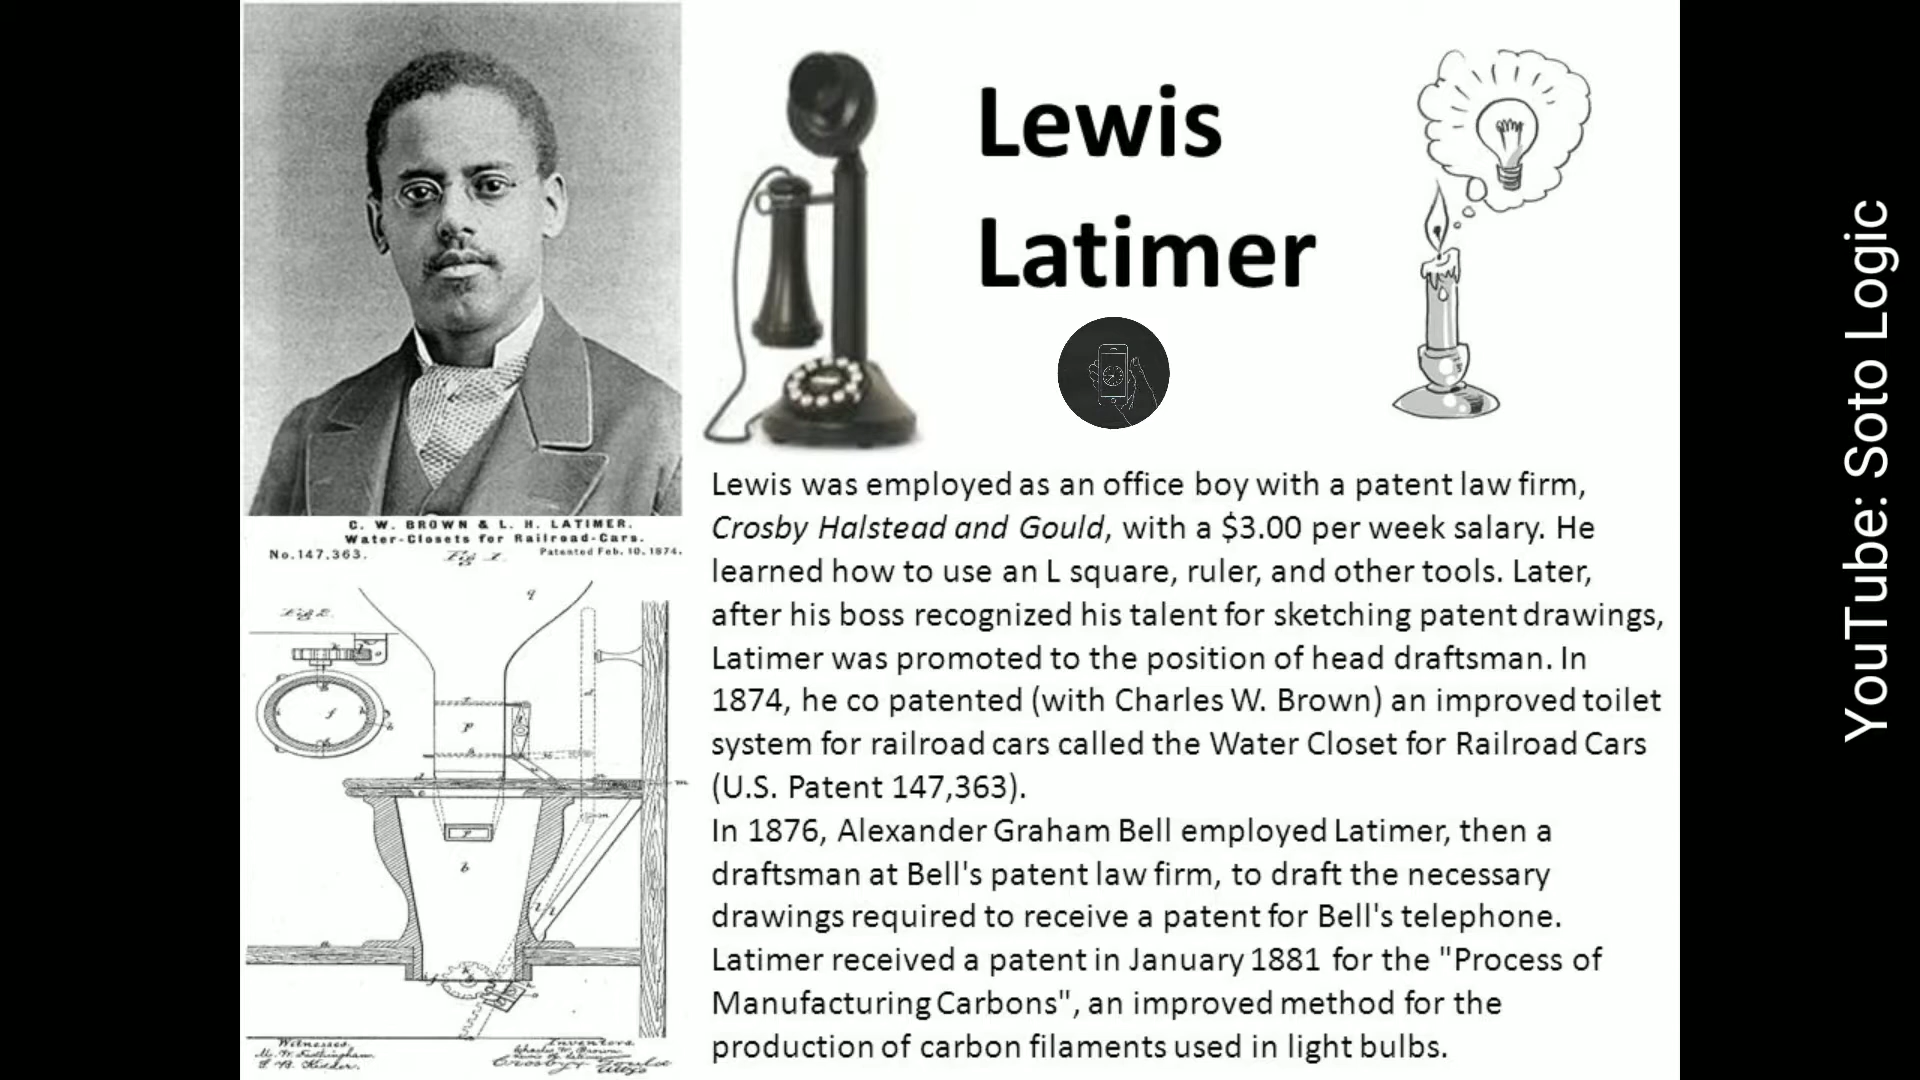 Lewis
Latimer
Lewis was employed as an office boy with a patent law firm,
Crosby Halstead and Gould, with a $3.00 per week salary. He
learned how to use an L square, ruler, and other tools. Later,
after his boss recognized his talent for sketching patent drawings,
Latimer was promoted to the position of head draftsman. In
1874, he co patented (with Charles W. Brown) an improved toilet
system for railroad cars called the Water Closet for Railroad Cars
(U.S. Patent 147,363).
In 1876, Alexander Graham Bell employed Latimer, then a
draftsman at Bell's patent law firm, to draft the necessary
drawings required to receive a patent for Bell's telephone.
Latimer received a patent in January 1881 for the "Process of
Manufacturing Carbons", an improved method for the
production of carbon filaments used in light bulbs.
C. W. BROWN & L. H. LATIMER.
Water-Closets for Railroad-Cars.
No.147,363.
Patented Feb. 10, 1874.
Fig 1.
Fig 2.
Witnesses
Inventors
YouTube: Soto Logic